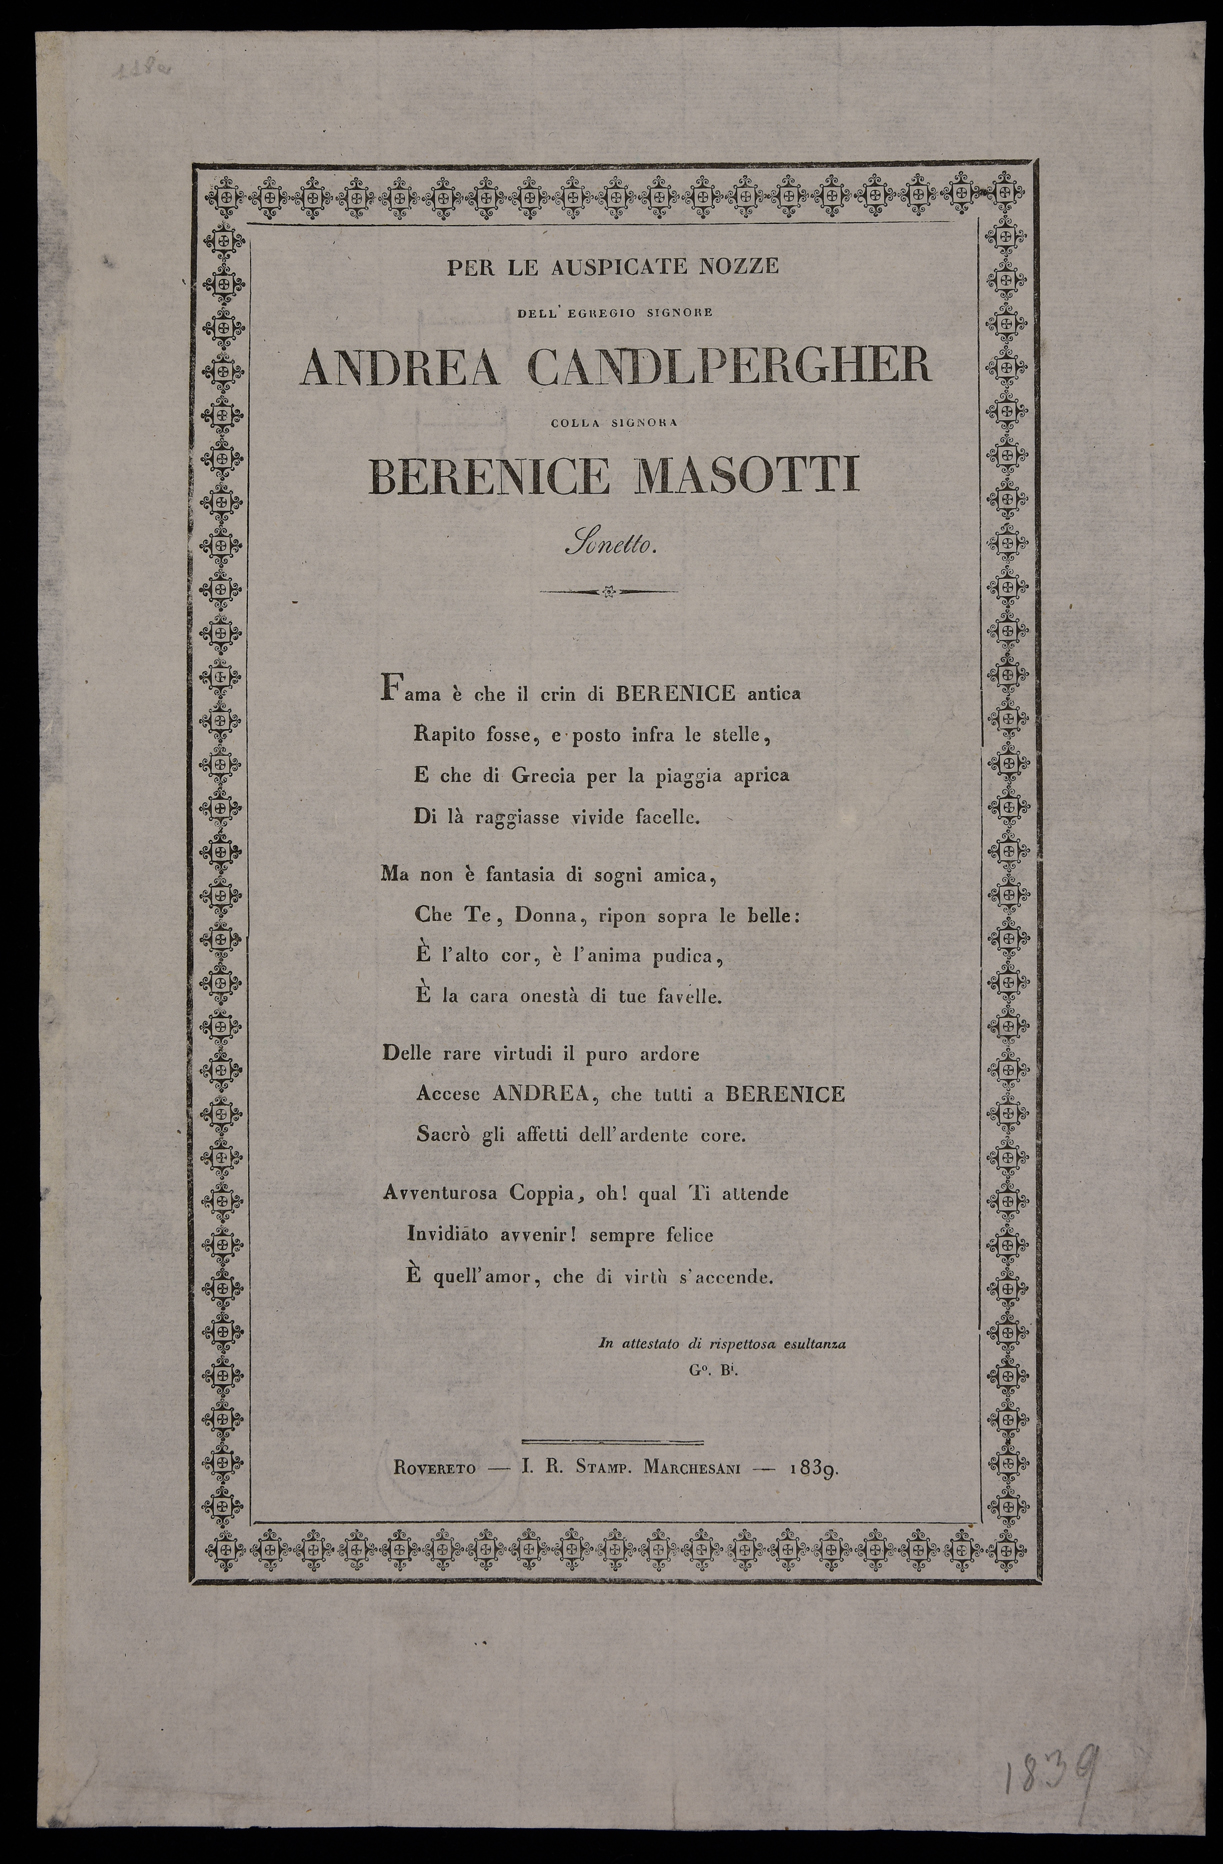 PER LE AUSPICATE NOZZE
DELL' EGREGIO SIGNORE
ANDREA CANDLPERGHER
COLLA SIGNORA
BERENICE MASOTTI
Sonetto.
Fama è che il crin di BERENICE antica
Rapito fosse, e posto infra le stelle,
E che di Grecia per la piaggia aprica
Di là raggiasse vivide facelle.
Ma non è fantasia di sogni amica,
Che Te, Donna, ripon sopra le belle:
È l'alto cor, è l'anima pudica,
È la cara onestà di tue favelle.
Delle rare virtudi il puro ardore
Accese ANDREA, che tutti a BERENICE
Sacrò gli affetti dell'ardente core.
Avventurosa Coppia, oh! qual Ti attende
Invidiato avvenir! sempre felice
È quell'amor, che di virtù s'accende.
In attestato di rispettosa esultanza
Gº. Bⁱ.
ROVERETO — I. R. STAMP. MARCHESANI — 1839.
1839